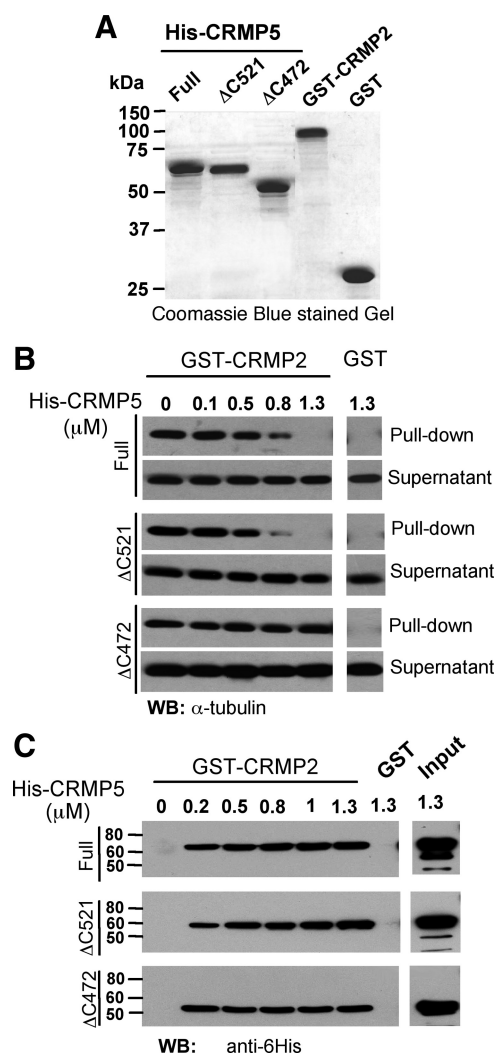 A
His-CRMP5
kDa
Full ΔC521 ΔC472 GST-CRMP2 GST
150
100
75
50
37
25
Coomassie Blue stained Gel
B
GST-CRMP2 GST
His-CRMP5 (μM) 0 0.1 0.5 0.8 1.3 1.3
Full
Pull-down
Supernatant
ΔC521
Pull-down
Supernatant
ΔC472
Pull-down
Supernatant
WB: α-tubulin
C
GST-CRMP2 GST Input
His-CRMP5 (μM) 0 0.2 0.5 0.8 1 1.3 1.3 1.3
Full
80
60
50
ΔC521
80
60
50
ΔC472
80
60
50
WB: anti-6His